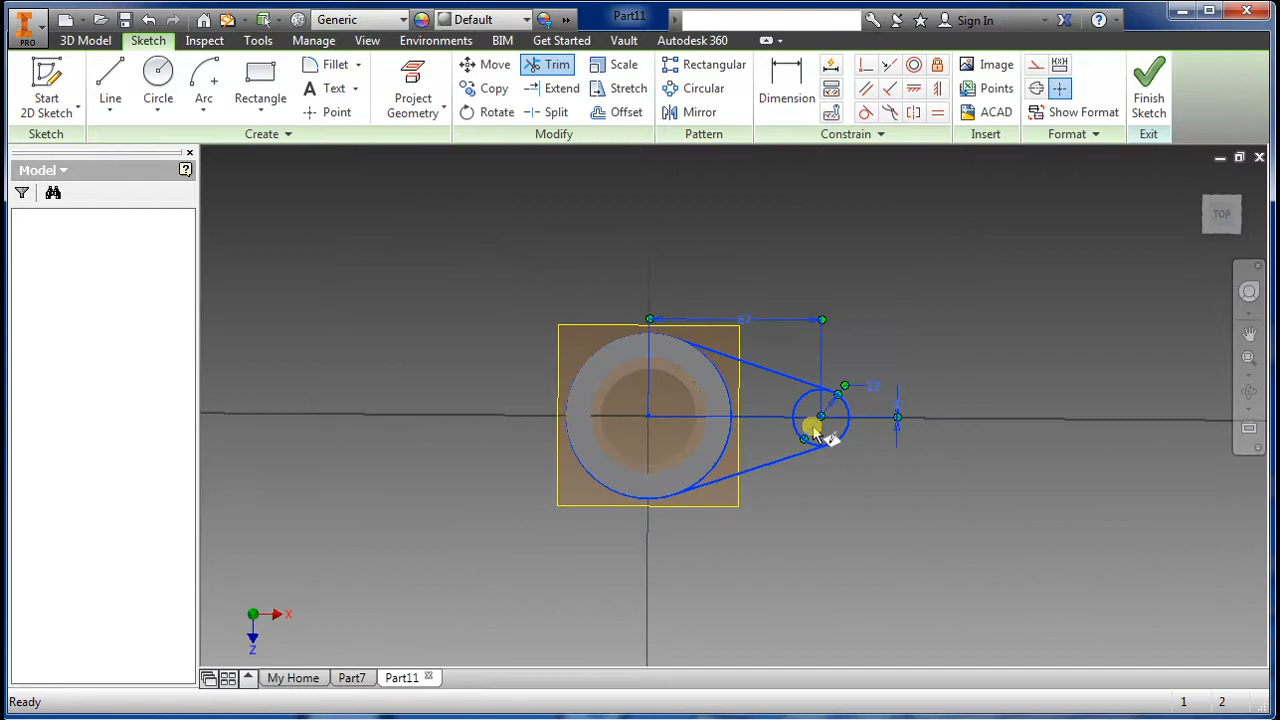 PRO
Generic
Default
Part11
Sign In
3D Model
Sketch
Inspect
Tools
Manage
View
Environments
BIM
Get Started
Vault
Autodesk 360
Start
2D Sketch
Line
Circle
Arc
Rectangle
Fillet
Text
Point
Project
Geometry
Move
Copy
Rotate
Trim
Extend
Split
Scale
Stretch
Offset
Rectangular
Circular
Mirror
Dimension
Image
Points
ACAD
Show Format
Finish
Sketch
Sketch
Create
Modify
Pattern
Constrain
Insert
Format
Exit
Model
TOP
X
Z
My Home
Part7
Part11
Ready
1
2